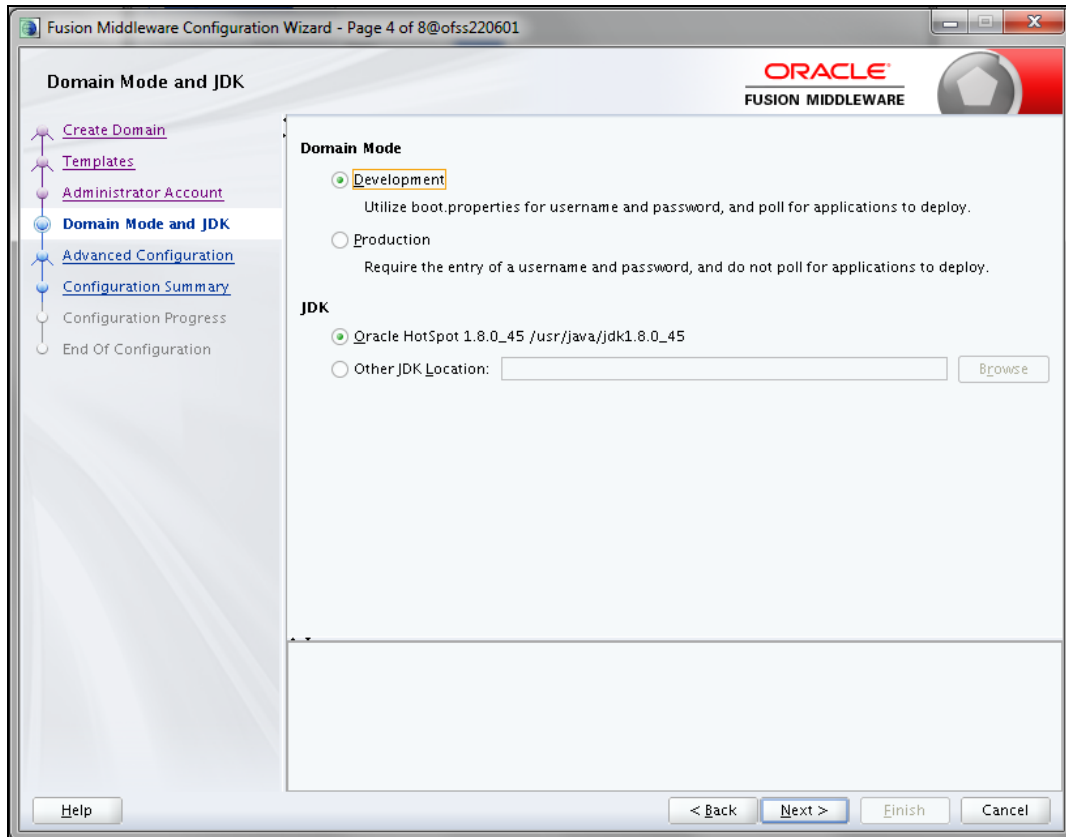 Fusion Middleware Configuration Wizard - Page 4 of 8@ofss220601
Domain Mode and JDK
ORACLE
FUSION MIDDLEWARE
Create Domain
Templates
Administrator Account
Domain Mode and JDK
Advanced Configuration
Configuration Summary
Configuration Progress
End Of Configuration
Domain Mode
Development
Utilize boot.properties for username and password, and poll for applications to deploy.
Production
Require the entry of a username and password, and do not poll for applications to deploy.
JDK
Oracle HotSpot 1.8.0_45 /usr/java/jdk1.8.0_45
Other JDK Location:
Browse
Help
< Back
Next >
Finish
Cancel